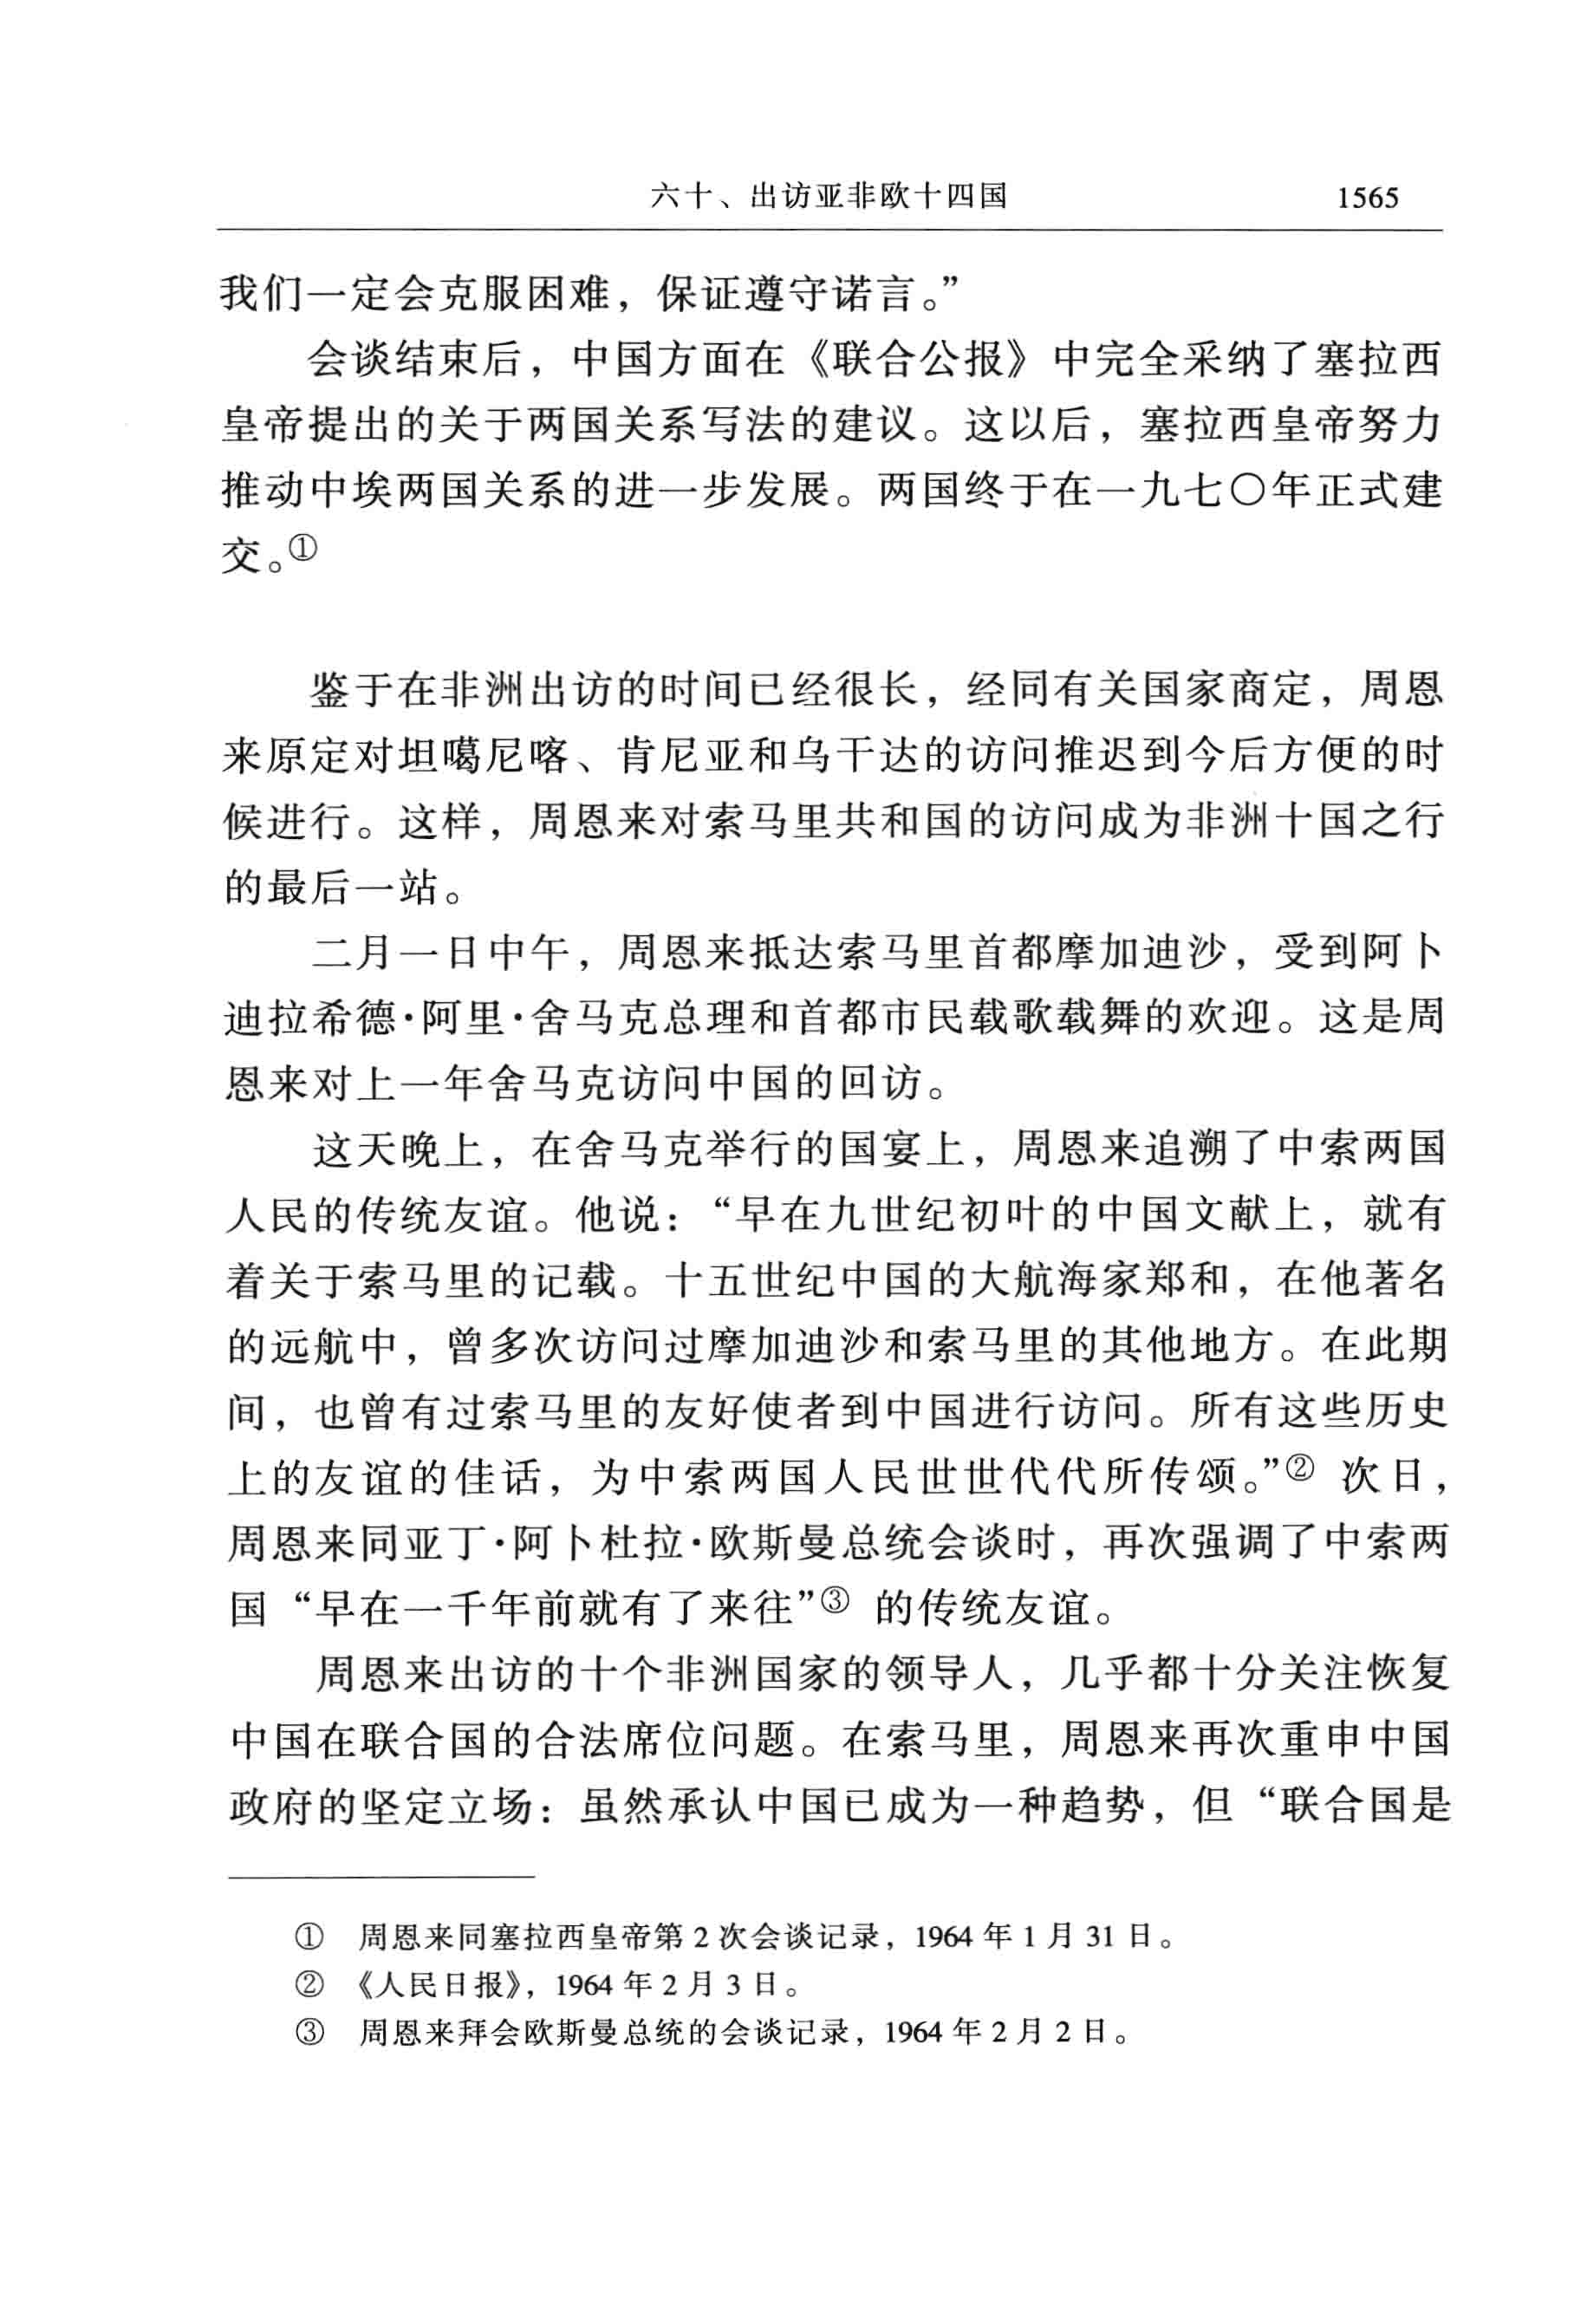 六十、出访亚非欧十四国 1565
我们一定会克服困难，保证遵守诺言。”
会谈结束后，中国方面在《联合公报》中完全采纳了塞拉西
皇帝提出的关于两国关系写法的建议。这以后，塞拉西皇帝努力
推动中埃两国关系的进一步发展。两国终于在一九七〇年正式建
交。①
鉴于在非洲出访的时间已经很长，经同有关国家商定，周恩
来原定对坦噶尼喀、肯尼亚和乌干达的访问推迟到今后方便的时
候进行。这样，周恩来对索马里共和国的访问成为非洲十国之行
的最后一站。
二月一日中午，周恩来抵达索马里首都摩加迪沙，受到阿卜
迪拉希德·阿里·舍马克总理和首都市民载歌载舞的欢迎。这是周
恩来对上一年舍马克访问中国的回访。
这天晚上，在舍马克举行的国宴上，周恩来追溯了中索两国
人民的传统友谊。他说：“早在九世纪初叶的中国文献上，就有
着关于索马里的记载。十五世纪中国的大航海家郑和，在他著名
的远航中，曾多次访问过摩加迪沙和索马里的其他地方。在此期
间，也曾有过索马里的友好使者到中国进行访问。所有这些历史
上的友谊的佳话，为中索两国人民世世代代所传颂。”② 次日，
周恩来同亚丁·阿卜杜拉·欧斯曼总统会谈时，再次强调了中索两
国“早在一千年前就有了来往”③ 的传统友谊。
周恩来出访的十个非洲国家的领导人，几乎都十分关注恢复
中国在联合国的合法席位问题。在索马里，周恩来再次重申中国
政府的坚定立场：虽然承认中国已成为一种趋势，但“联合国是
① 周恩来同塞拉西皇帝第2次会谈记录，1964年1月31日。
② 《人民日报》，1964年2月3日。
③ 周恩来拜会欧斯曼总统的会谈记录，1964年2月2日。